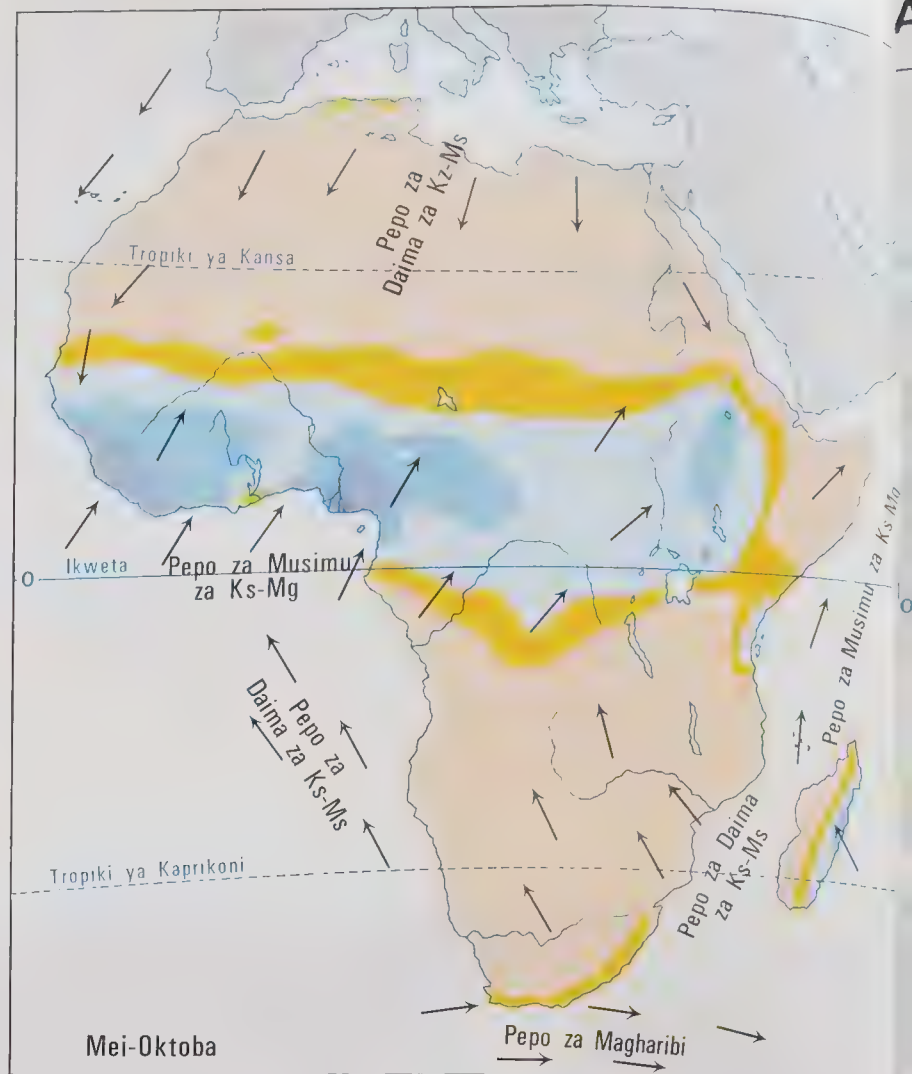 A
Pepo za
Daima za Kz-Ms
Tropiki ya Kansa
Ikweta
0
0
Pepo za Musimu
za Ks-Mg
Pepo za Musimu za Ks-Mg
Pepo za
Daima za Ks-Ms
Pepo za Daima
za Ks-Ms
Tropiki ya Kaprikoni
Pepo za Magharibi
Mei-Oktoba